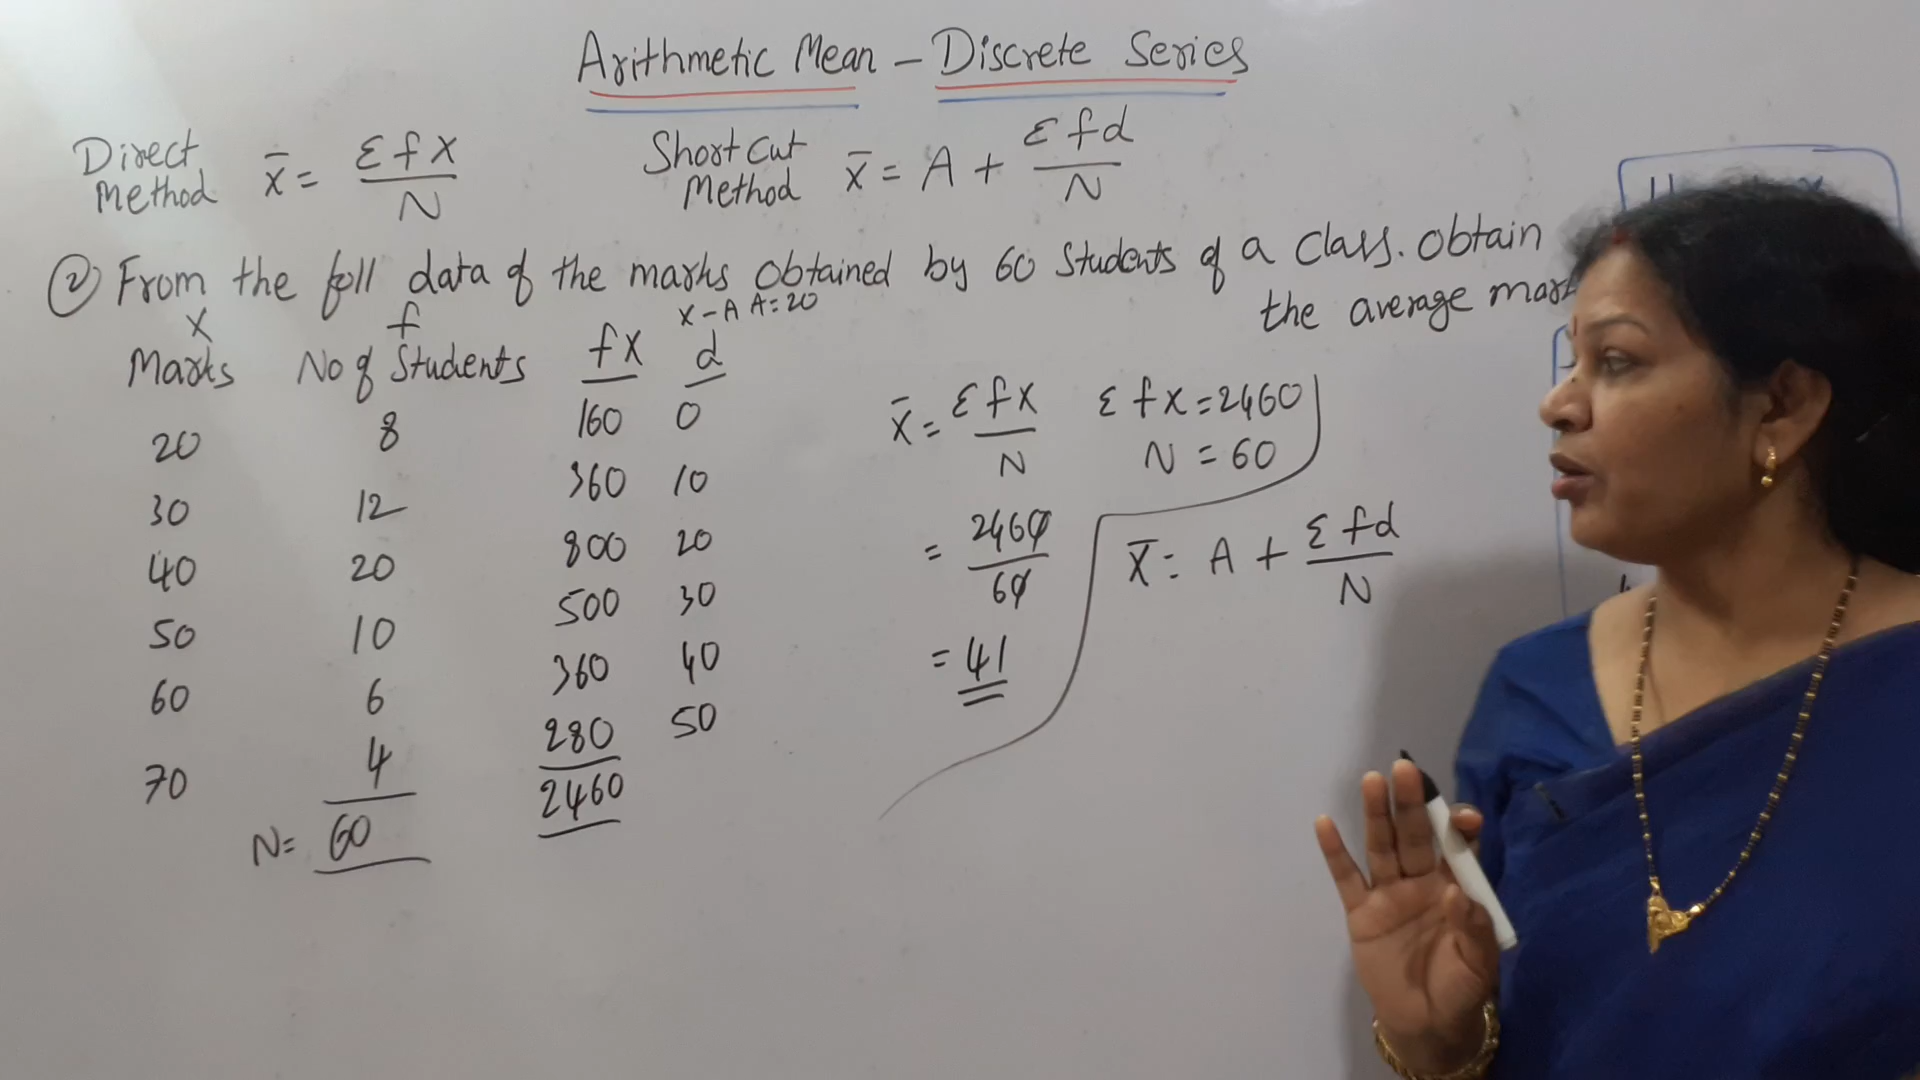 Arithmetic Mean - Discrete Series
Direct Method x̄ = Σfx / N
Short Cut Method x̄ = A + Σfd / N
② From the foll data of the marks obtained by 60 Students of a Class. Obtain
the average
X f x-A A=20
Marks No of Students fx d
20 8 160 0
30 12 360 10
40 20 800 20
50 10 500 30
60 6 360 40
70 4 280 50
N= 60 2460
x̄ = Σfx / N Σfx = 2460
N = 60
= 2460 / 60
= 41
x̄ = A + Σfd / N